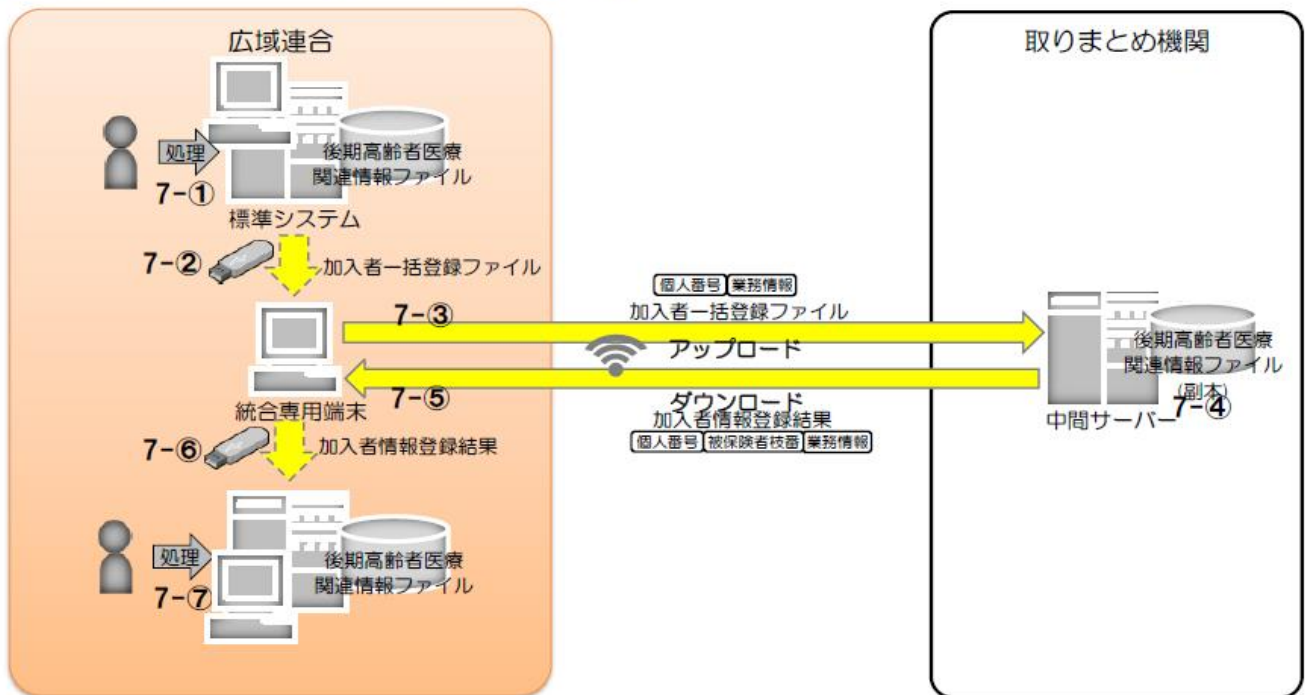 広域連合
処理
7-①
後期高齢者医療
関連情報ファイル
標準システム
7-②
加入者一括登録ファイル
7-③
統合専用端末
7-⑤
7-⑥
加入者情報登録結果
処理
7-⑦
後期高齢者医療
関連情報ファイル
個人番号 業務情報
加入者一括登録ファイル
アップロード
ダウンロード
加入者情報登録結果
個人番号 被保険者枝番 業務情報
取りまとめ機関
後期高齢者医療
関連情報ファイル
(副本)
7-④
中間サーバー